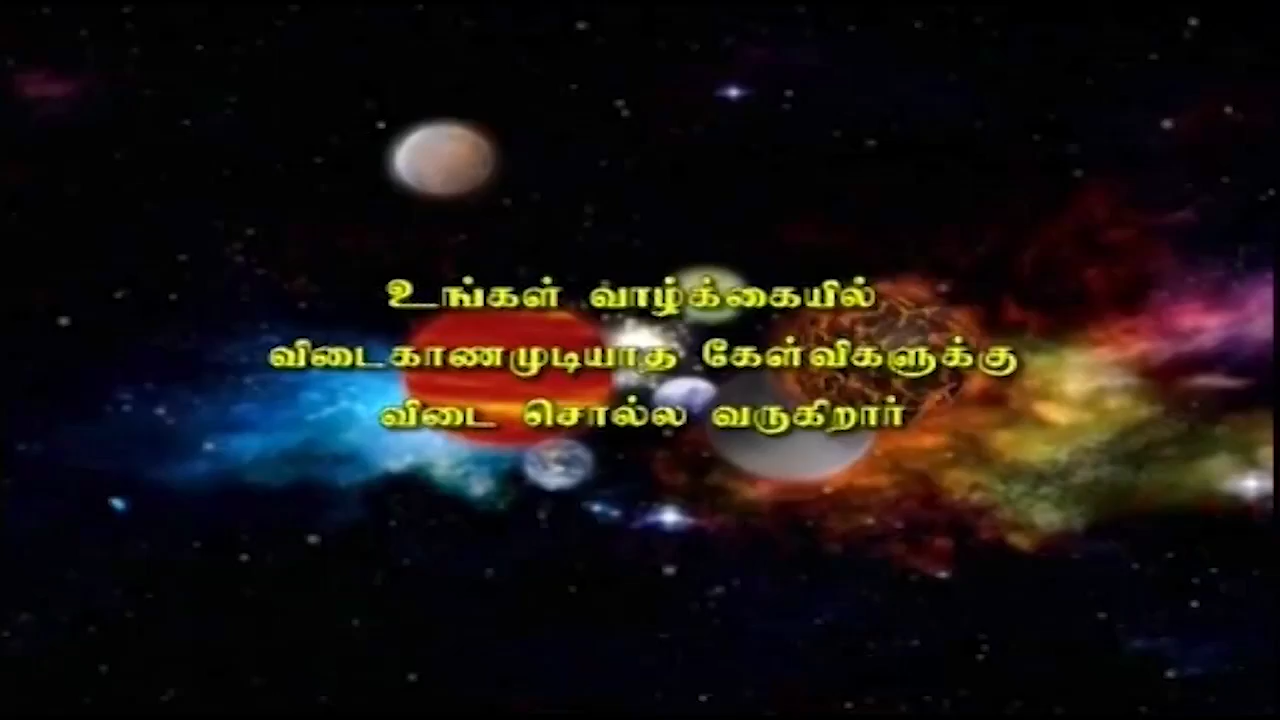 உங்கள் வாழ்க்கையில்
விடைகாணமுடியாத கேள்விகளுக்கு
விடை சொல்ல வருகிறார்